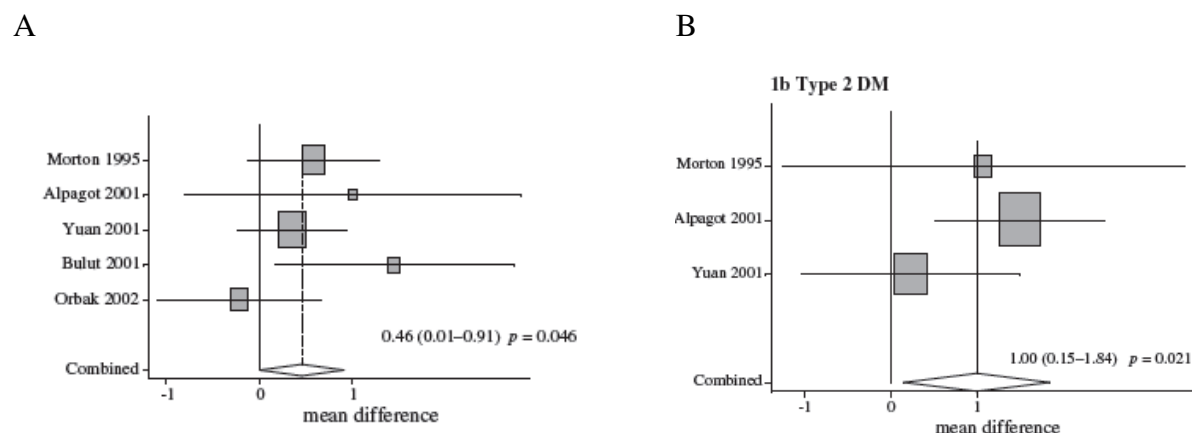 A
Morton 1995
Alpagot 2001
Yuan 2001
Bulut 2001
Orbak 2002
0.46 (0.01–0.91) p = 0.046
Combined
-1 0 1
mean difference
B
1b Type 2 DM
Morton 1995
Alpagot 2001
Yuan 2001
1.00 (0.15–1.84) p = 0.021
Combined
-1 0 1
mean difference